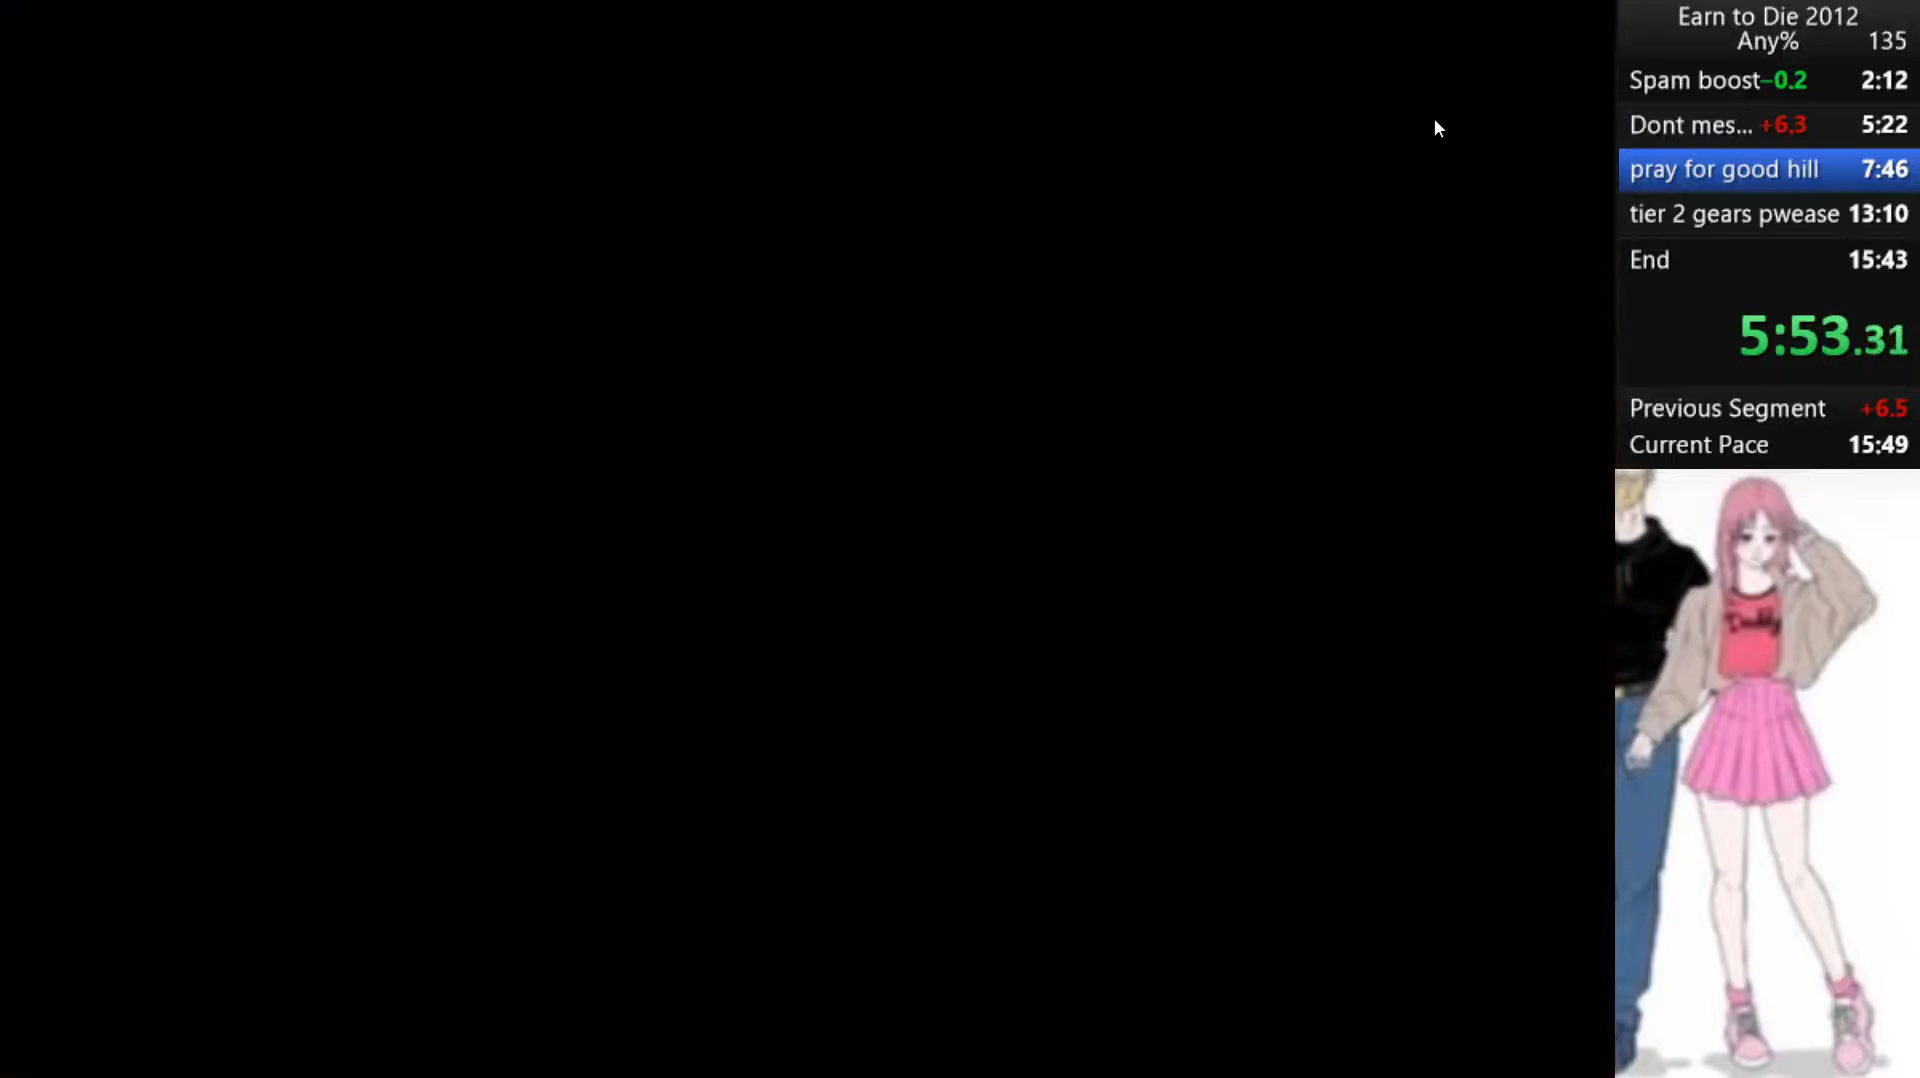 Earn to Die 2012
Any% 135
Spam boost -0.2 2:12
Dont mes... +6.3 5:22
pray for good hill 7:46
tier 2 gears pwease 13:10
End 15:43
5:53.31
Previous Segment +6.5
Current Pace 15:49
Daddy